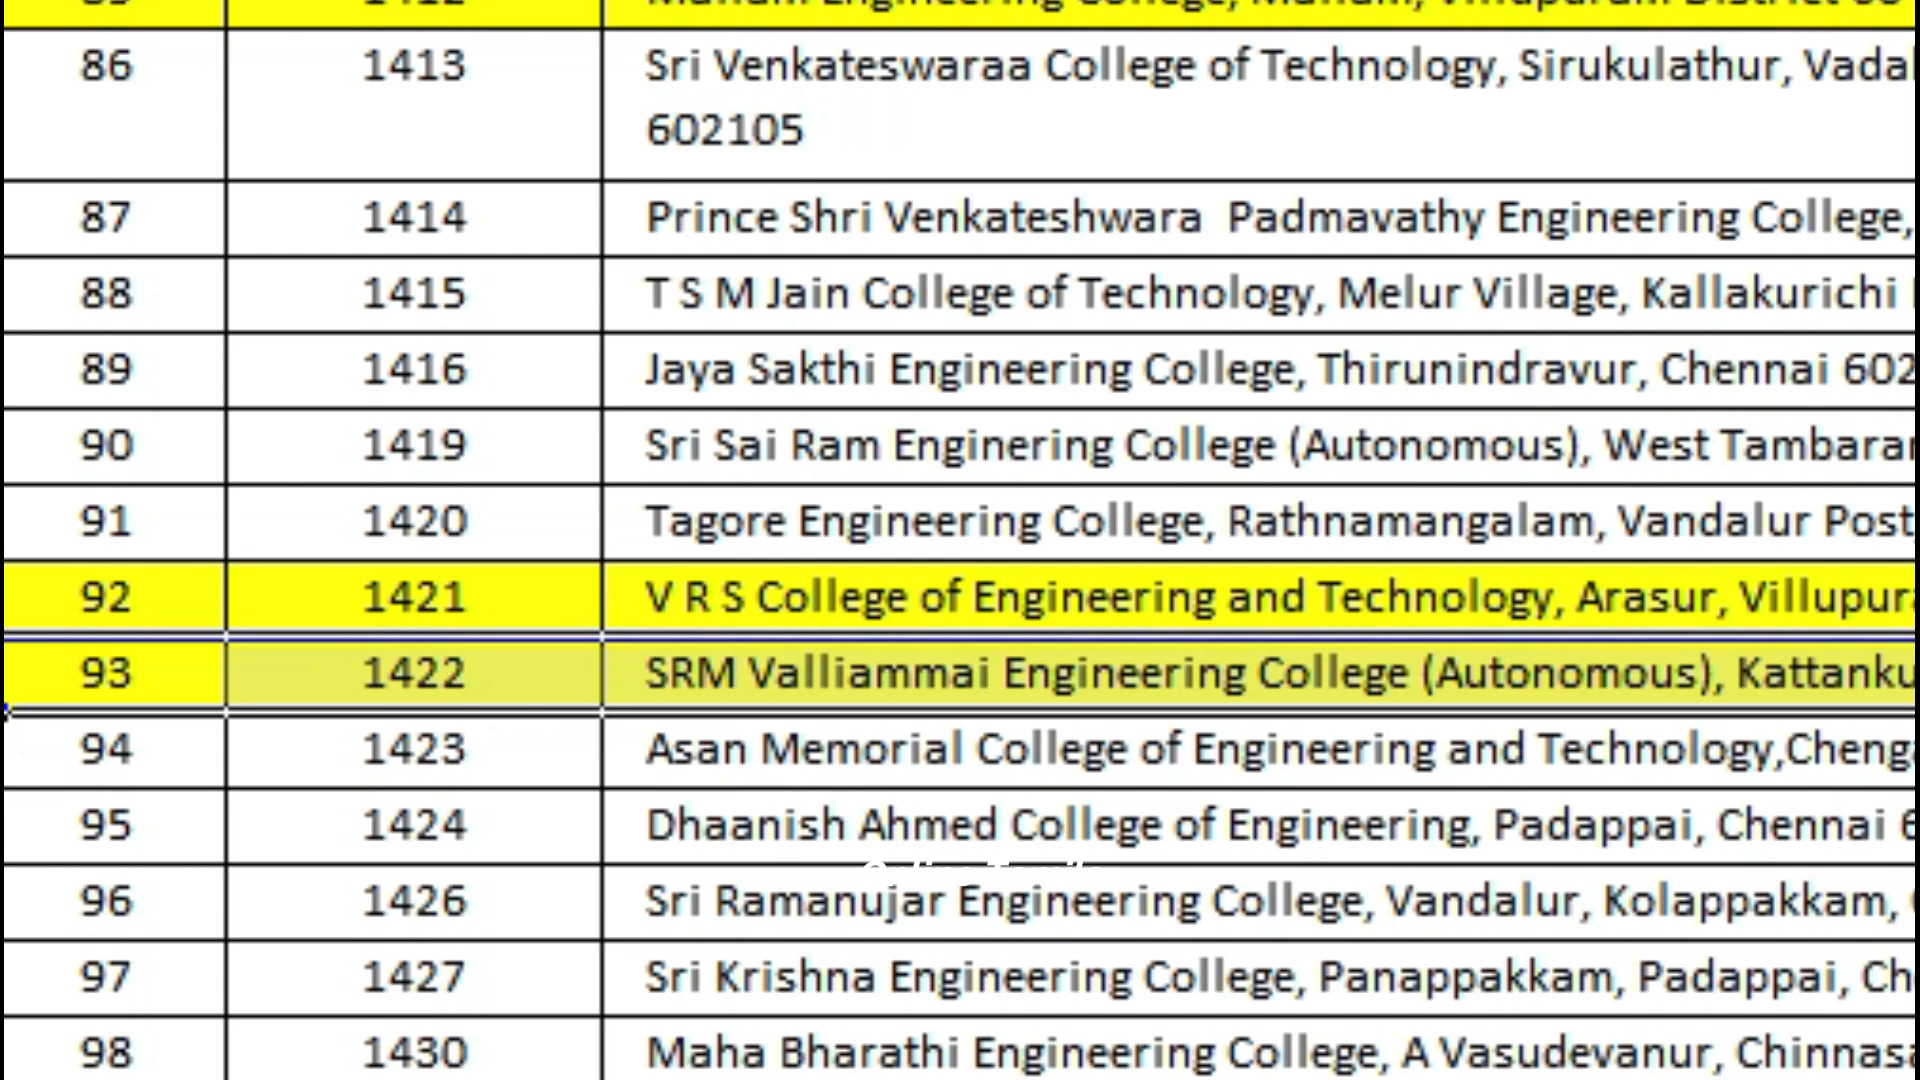 86 1413 Sri Venkateswaraa College of Technology, Sirukulathur,
602105
87 1414 Prince Shri Venkateshwara Padmavathy Engineering College,
88 1415 T S M Jain College of Technology, Melur Village, Kallakurichi
89 1416 Jaya Sakthi Engineering College, Thirunindravur, Chennai 602
90 1419 Sri Sai Ram Enginering College (Autonomous), West
91 1420 Tagore Engineering College, Rathnamangalam, Vandalur Post
92 1421 V R S College of Engineering and Technology, Arasur,
93 1422 SRM Valliammai Engineering College (Autonomous),
94 1423 Asan Memorial College of Engineering and Technology,
95 1424 Dhaanish Ahmed College of Engineering, Padappai, Chennai
96 1426 Sri Ramanujar Engineering College, Vandalur, Kolappakkam,
97 1427 Sri Krishna Engineering College, Panappakkam, Padappai,
98 1430 Maha Bharathi Engineering College, A Vasudevanur,